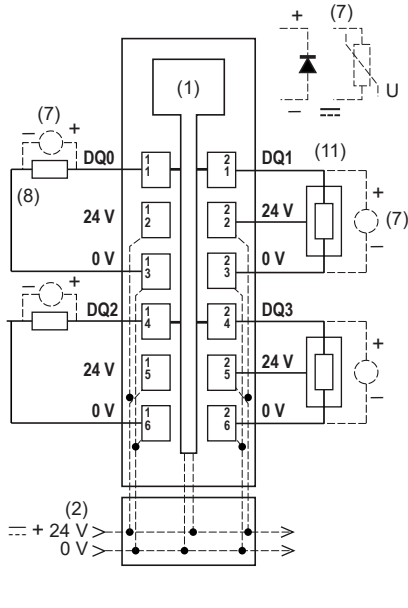 + (7)
(1)
U
−
(7)
− +
DQ0 1 1 2 1 DQ1 (11)
(8)
+
24 V 1 2 2 2 24 V (7)
−
0 V 1 3 2 3 0 V
− +
DQ2 1 4 2 4 DQ3
+
24 V 1 5 2 5 24 V
−
0 V 1 6 2 6 0 V
(2)
+ 24 V
0 V